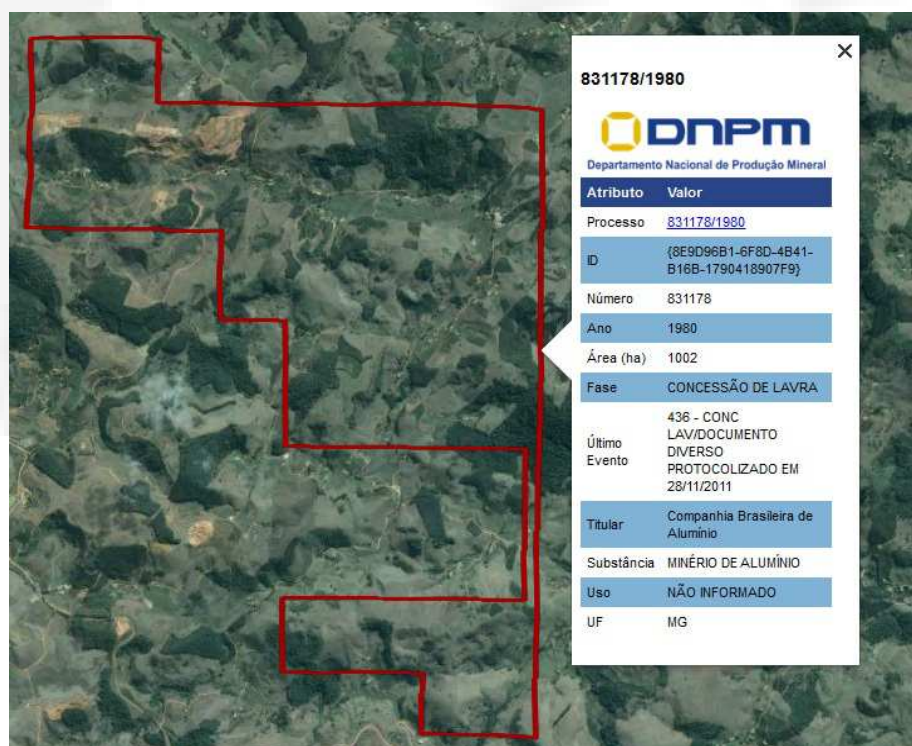 ×
831178/1980
DNPM
Departamento Nacional de Produção Mineral
Atributo Valor
Processo 831178/1980
ID {8E9D96B1-6F8D-4B41-
B16B-1790418907F9}
Número 831178
Ano 1980
Área (ha) 1002
Fase CONCESSÃO DE LAVRA
Último
Evento 436 - CONC
LAV/DOCUMENTO
DIVERSO
PROTOCOLIZADO EM
28/11/2011
Titular Companhia Brasileira de
Alumínio
Substância MINÉRIO DE ALUMÍNIO
Uso NÃO INFORMADO
UF MG